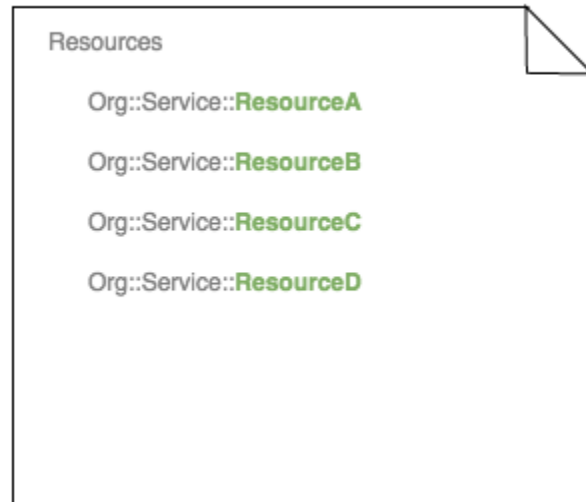 Resources
Org::Service::ResourceA
Org::Service::ResourceB
Org::Service::ResourceC
Org::Service::ResourceD